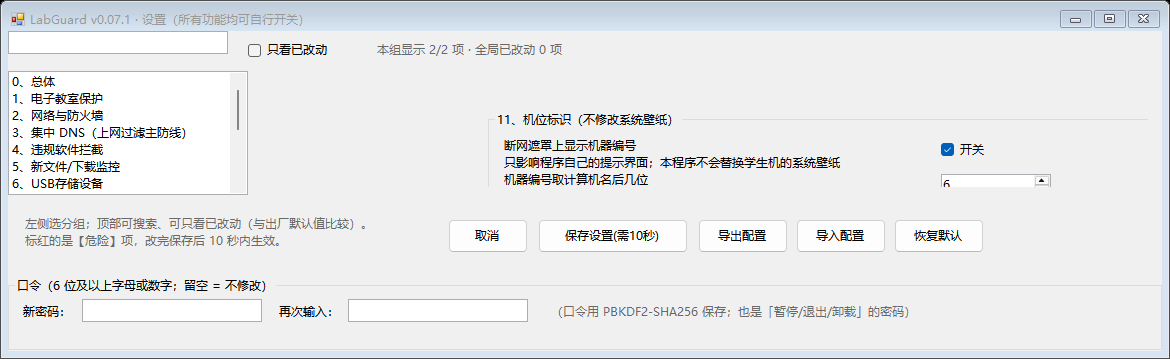 LabGuard v0.07.1 · 设置（所有功能均可自行开关）
只看已改动
本组显示 2/2 项 · 全局已改动 0 项
0、总体
1、电子教室保护
2、网络与防火墙
3、集中 DNS（上网过滤主防线）
4、违规软件拦截
5、新文件/下载监控
6、USB存储设备
11、机位标识（不修改系统壁纸）
断网遮罩上显示机器编号
开关
只影响程序自己的提示界面；本程序不会替换学生机的系统壁纸
机器编号取计算机名后几位
6
左侧选分组；顶部可搜索、可只看已改动（与出厂默认值比较）。
标红的是【危险】项，改完保存后 10 秒内生效。
取消
保存设置(需10秒)
导出配置
导入配置
恢复默认
口令（6 位及以上字母或数字；留空 = 不修改）
新密码：
再次输入：
（口令用 PBKDF2-SHA256 保存；也是「暂停/退出/卸载」的密码）